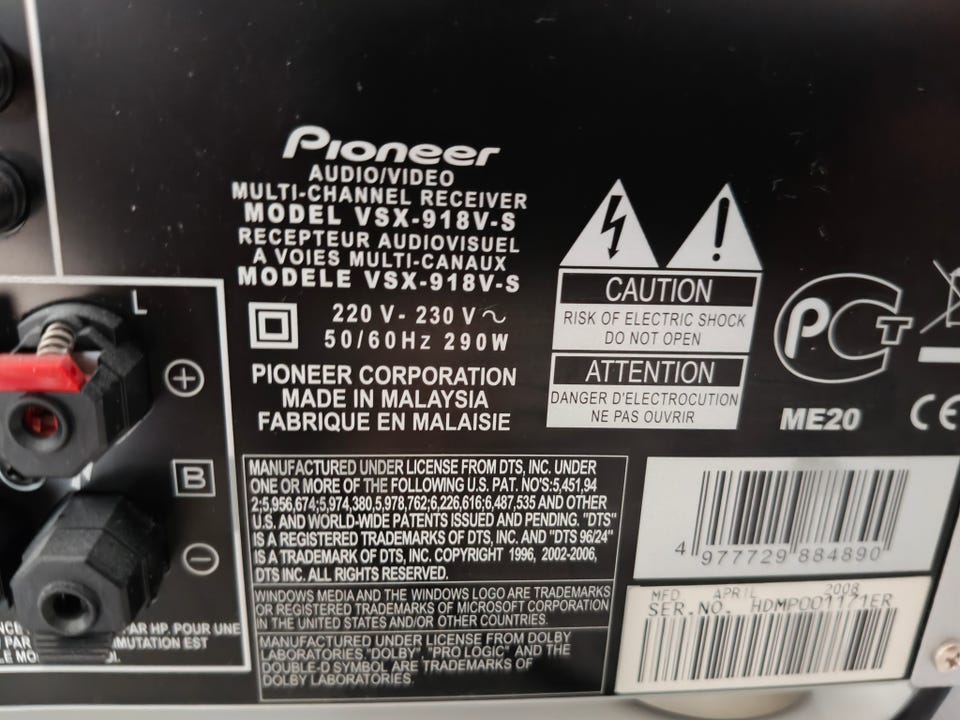 Pioneer
AUDIO/VIDEO
MULTI-CHANNEL RECEIVER
MODEL VSX-918V-S
RECEPTEUR AUDIOVISUEL
A VOIES MULTI-CANAUX
MODELE VSX-918V-S
220 V - 230 V ~
50/60Hz 290W
PIONEER CORPORATION
MADE IN MALAYSIA
FABRIQUE EN MALAISIE
CAUTION
RISK OF ELECTRIC SHOCK
DO NOT OPEN
ATTENTION
DANGER D'ELECTROCUTION
NE PAS OUVRIR
PCT
ME20
CE
L
+
B
−
MANUFACTURED UNDER LICENSE FROM DTS, INC. UNDER
ONE OR MORE OF THE FOLLOWING U.S. PAT. NO'S:5,451,94
2;5,956,674;5,974,380,5,978,762;6,226,616;6,487,535 AND OTHER
U.S. AND WORLD-WIDE PATENTS ISSUED AND PENDING. "DTS"
IS A REGISTERED TRADEMARKS OF DTS, INC. AND "DTS 96/24"
IS A TRADEMARK OF DTS, INC. COPYRIGHT 1996, 2002-2006,
DTS INC. ALL RIGHTS RESERVED.
WINDOWS MEDIA AND THE WINDOWS LOGO ARE TRADEMARKS
OR REGISTERED TRADEMARKS OF MICROSOFT CORPORATION
IN THE UNITED STATES AND/OR OTHER COUNTRIES.
MANUFACTURED UNDER LICENSE FROM DOLBY
LABORATORIES."DOLBY", "PRO LOGIC" AND THE
DOUBLE-D SYMBOL ARE TRADEMARKS OF
DOLBY LABORATORIES.
4 977729 884890
MFD APRIL 2008
SER.NO. HDMP001171ER
PAR HP. POUR UNE
EST